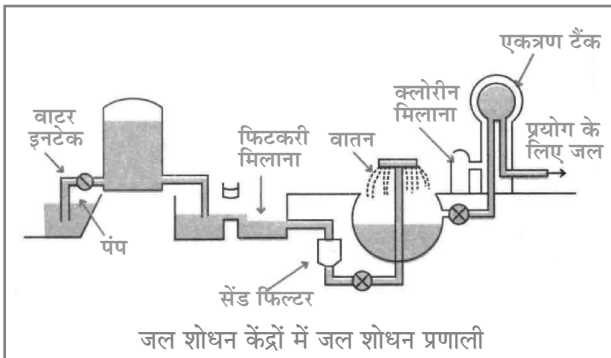 एकत्रण टैंक
क्लोरीन
मिलाना
प्रयोग के
लिए जल
वाटर
इनटेक
फिटकरी
मिलाना
वातन
पंप
सेंड फिल्टर
जल शोधन केंद्रों में जल शोधन प्रणाली